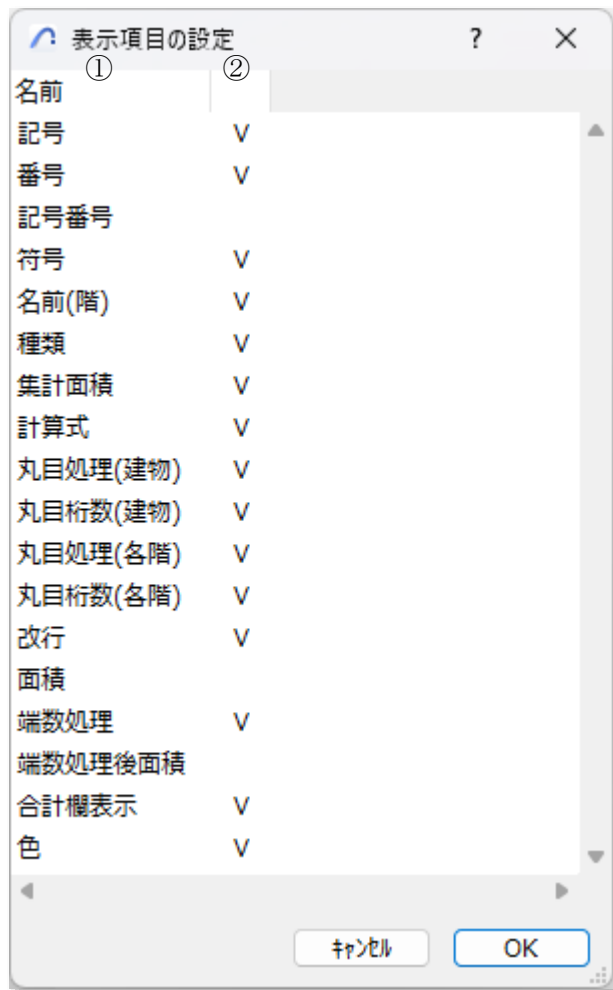 表示項目の設定 ? ×
① ②
名前
記号 V
番号 V
記号番号
符号 V
名前(階) V
種類 V
集計面積 V
計算式 V
丸目処理(建物) V
丸目桁数(建物) V
丸目処理(各階) V
丸目桁数(各階) V
改行 V
面積
端数処理 V
端数処理後面積
合計欄表示 V
色 V
ｷｬﾝｾﾙ OK